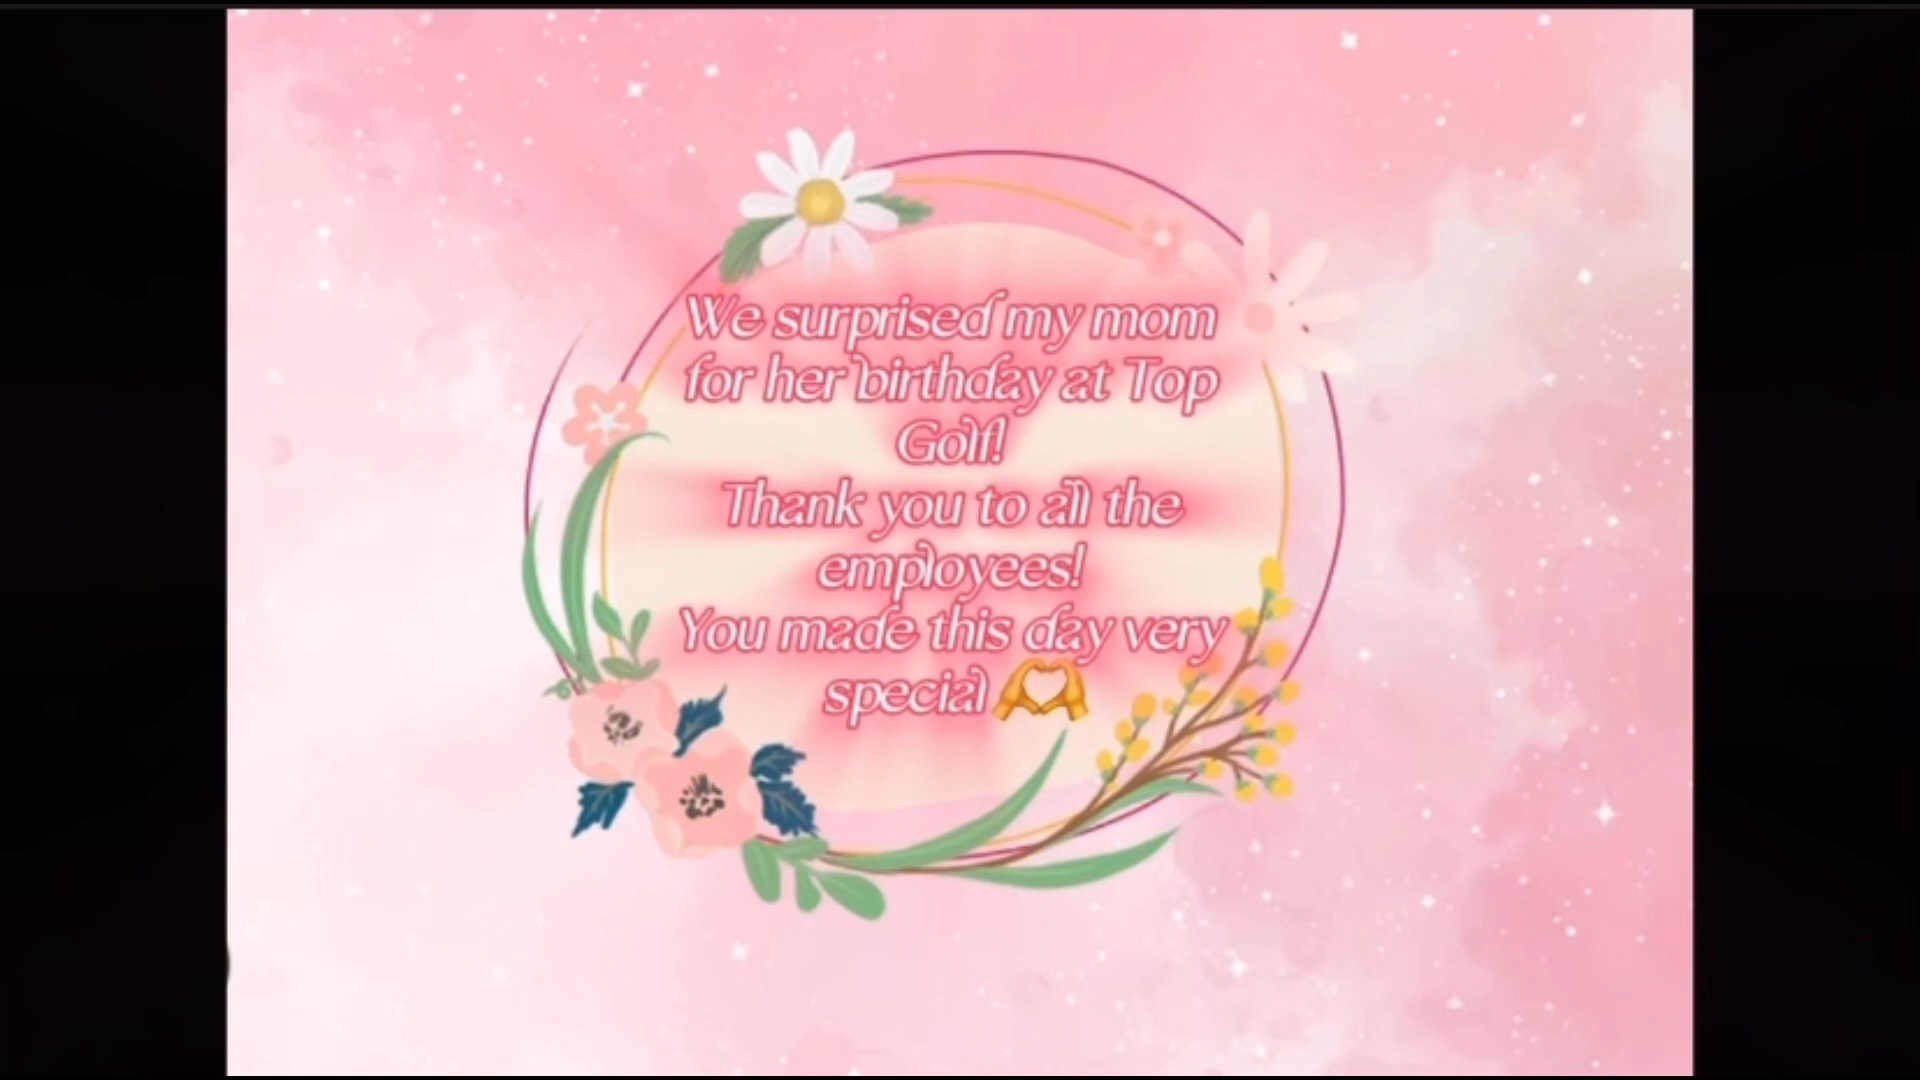 We surprised my mom
for her birthday at Top
Golf!
Thank you to all the
employees!
You made this day very
special 🫶